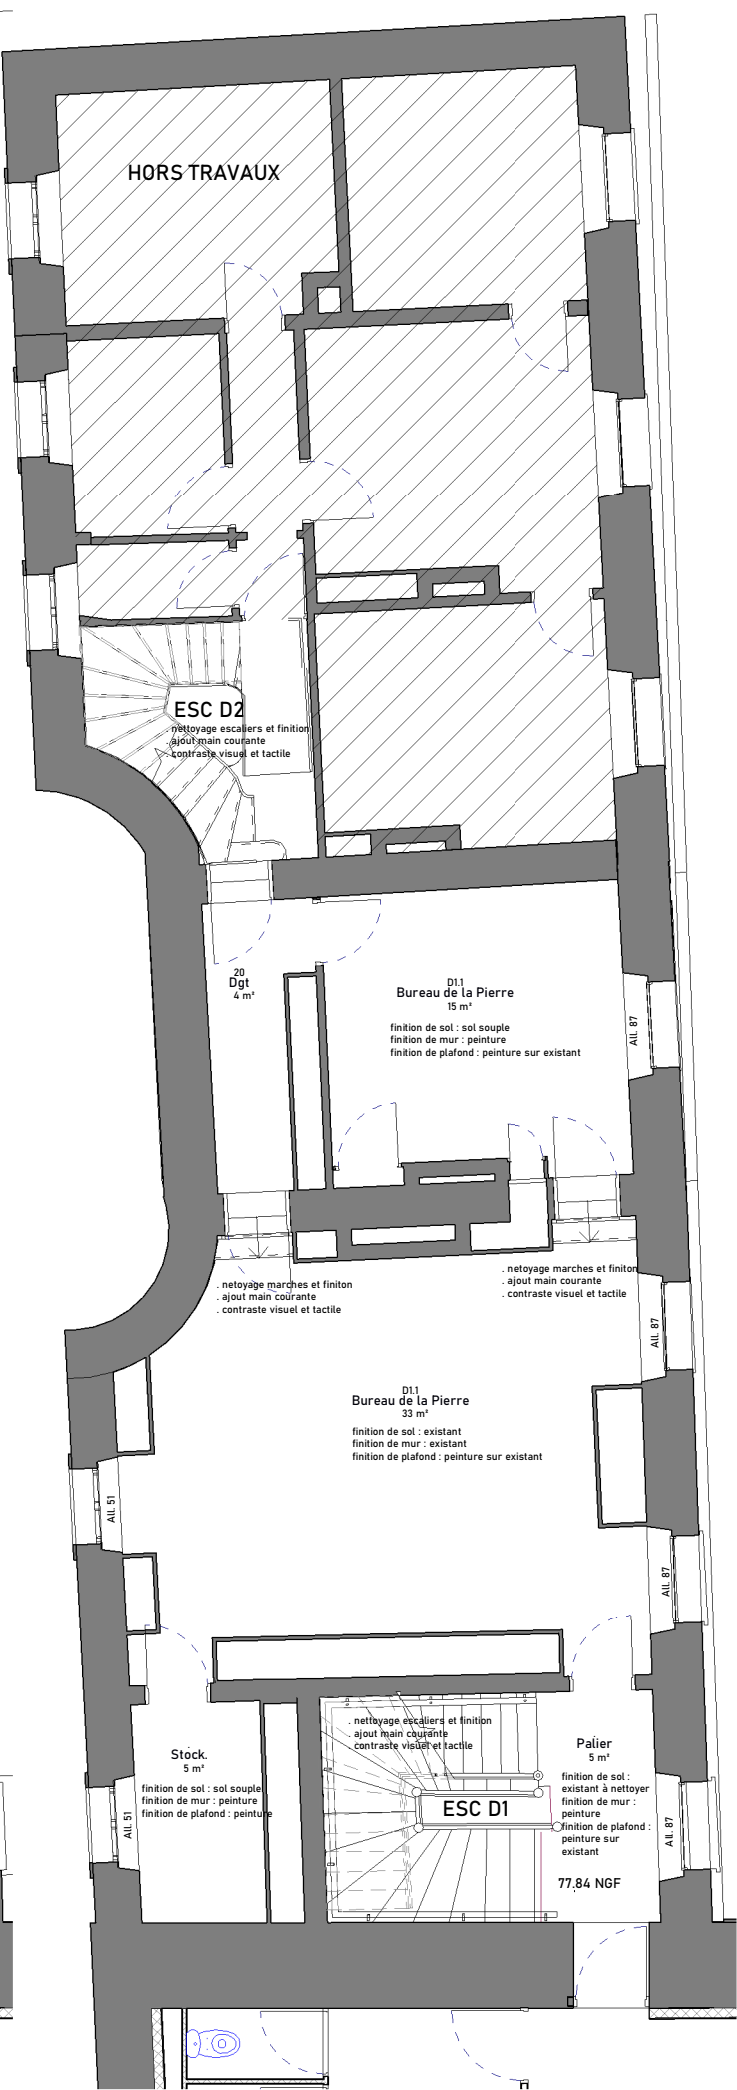 HORS TRAVAUX
ESC D2
. nettoyage escaliers et finition
. ajout main courante
. contraste visuel et tactile
20
Dgt
4 m²
D1.1
Bureau de la Pierre
15 m²
finition de sol : sol souple
finition de mur : peinture
finition de plafond : peinture sur existant
All. 87
. netoyage marches et finiton
. ajout main courante
. contraste visuel et tactile
. netoyage marches et finiton
. ajout main courante
. contraste visuel et tactile
All. 87
D1.1
Bureau de la Pierre
33 m²
finition de sol : existant
finition de mur : existant
finition de plafond : peinture sur existant
All. 51
All. 87
. nettoyage escaliers et finition
. ajout main courante
. contraste visuel et tactile
Stock.
5 m²
finition de sol : sol souple
finition de mur : peinture
finition de plafond : peinture
All. 51
ESC D1
Palier
5 m²
finition de sol :
existant à nettoyer
finition de mur :
peinture
finition de plafond :
peinture sur
existant
All. 87
77.84 NGF